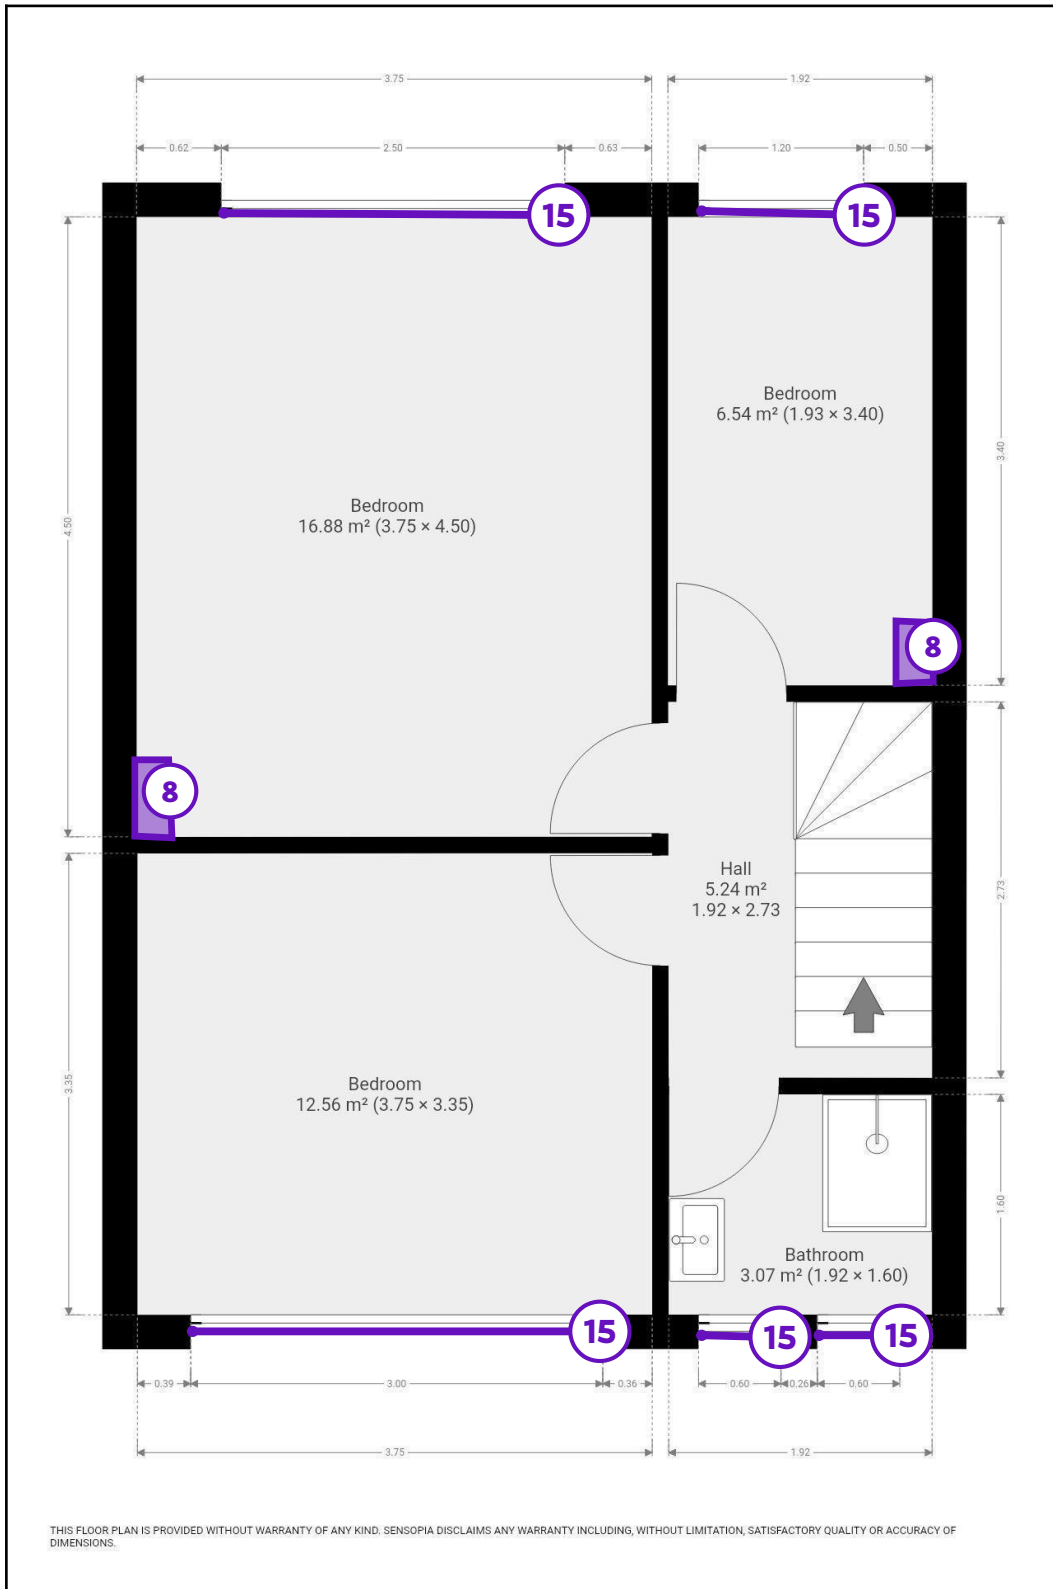 3.75
1.92
0.62
2.50
0.63
1.20
0.50
15
15
Bedroom
6.54 m² (1.93 × 3.40)
3.40
Bedroom
16.88 m² (3.75 × 4.50)
4.50
8
8
Hall
5.24 m²
1.92 × 2.73
2.73
Bedroom
12.56 m² (3.75 × 3.35)
3.35
1.60
Bathroom
3.07 m² (1.92 × 1.60)
15
15
15
0.39
3.00
0.36
0.60
0.26
0.60
3.75
1.92
THIS FLOOR PLAN IS PROVIDED WITHOUT WARRANTY OF ANY KIND. SENSOPIA DISCLAIMS ANY WARRANTY INCLUDING, WITHOUT LIMITATION, SATISFACTORY QUALITY OR ACCURACY OF
DIMENSIONS.